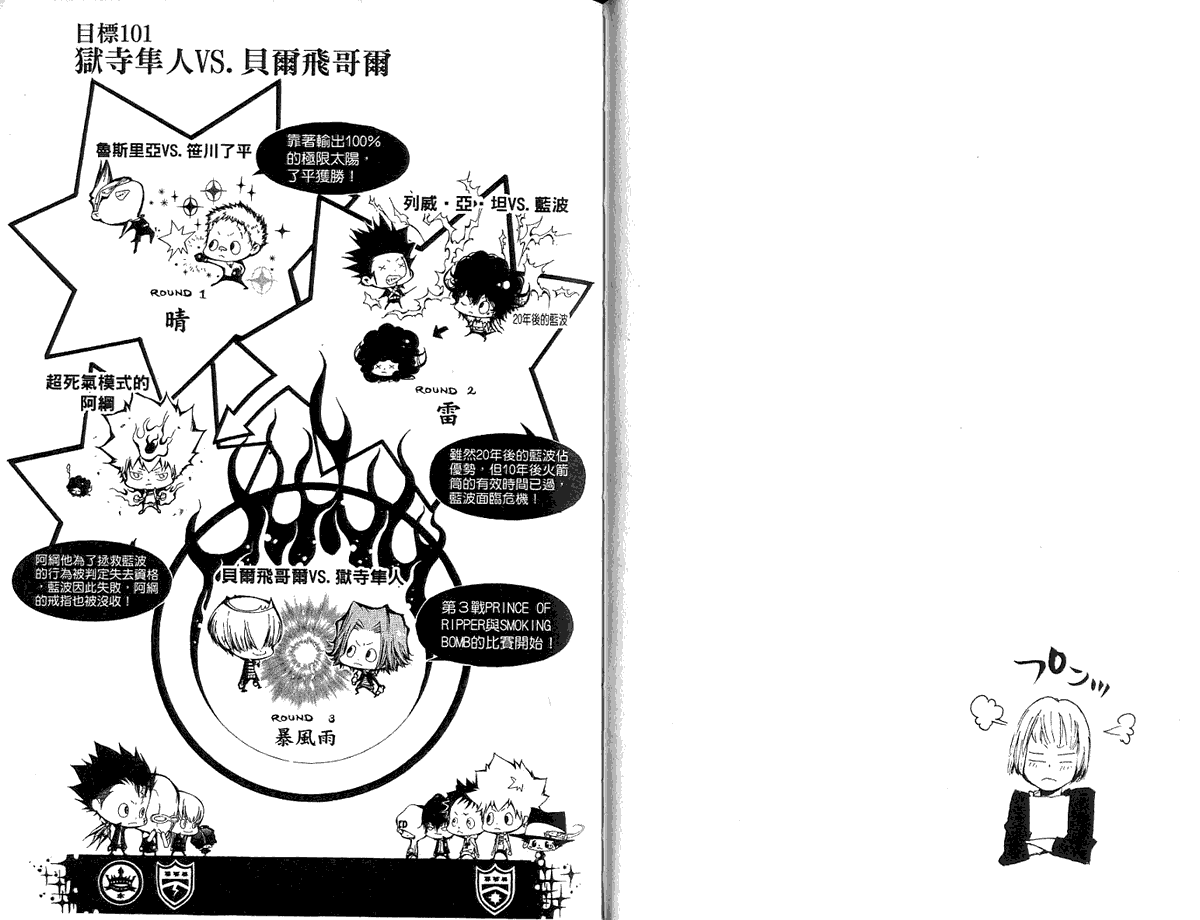 目標101
獄寺隼人VS.貝爾飛哥爾
魯斯里亞VS.笹川了平
靠著輸出100%
的極限太陽，
了平獲勝！
ROUND 1
晴
列威・亞・坦VS.藍波
20年後的藍波
ROUND 2
雷
雖然20年後的藍波佔
優勢，但10年後火箭
筒的有效時間已過，
藍波面臨危機！
超死氣模式的
阿綱
阿綱他為了拯救藍波
的行為被判定失去資格
，藍波因此失敗，阿綱
的戒指也被沒收！
貝爾飛哥爾VS.獄寺隼人
第3戰PRINCE OF
RIPPER與SMOKING
BOMB的比賽開始！
ROUND 3
暴風雨
プロンッ